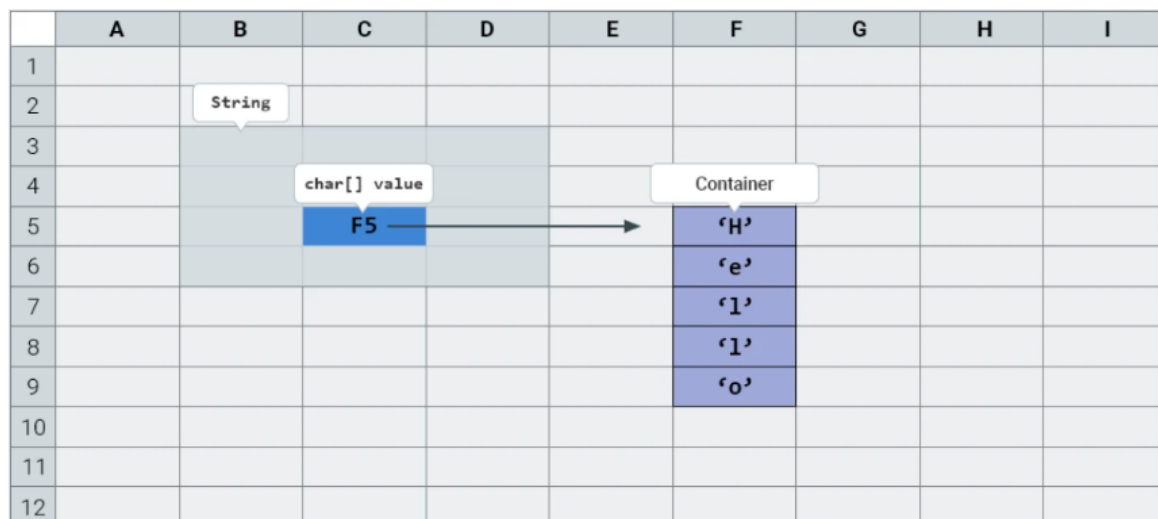 A B C D E F G H I
1
2 String
3
4 char[] value Container
5 F5 ‘H’
6 ‘e’
7 ‘l’
8 ‘l’
9 ‘o’
10
11
12